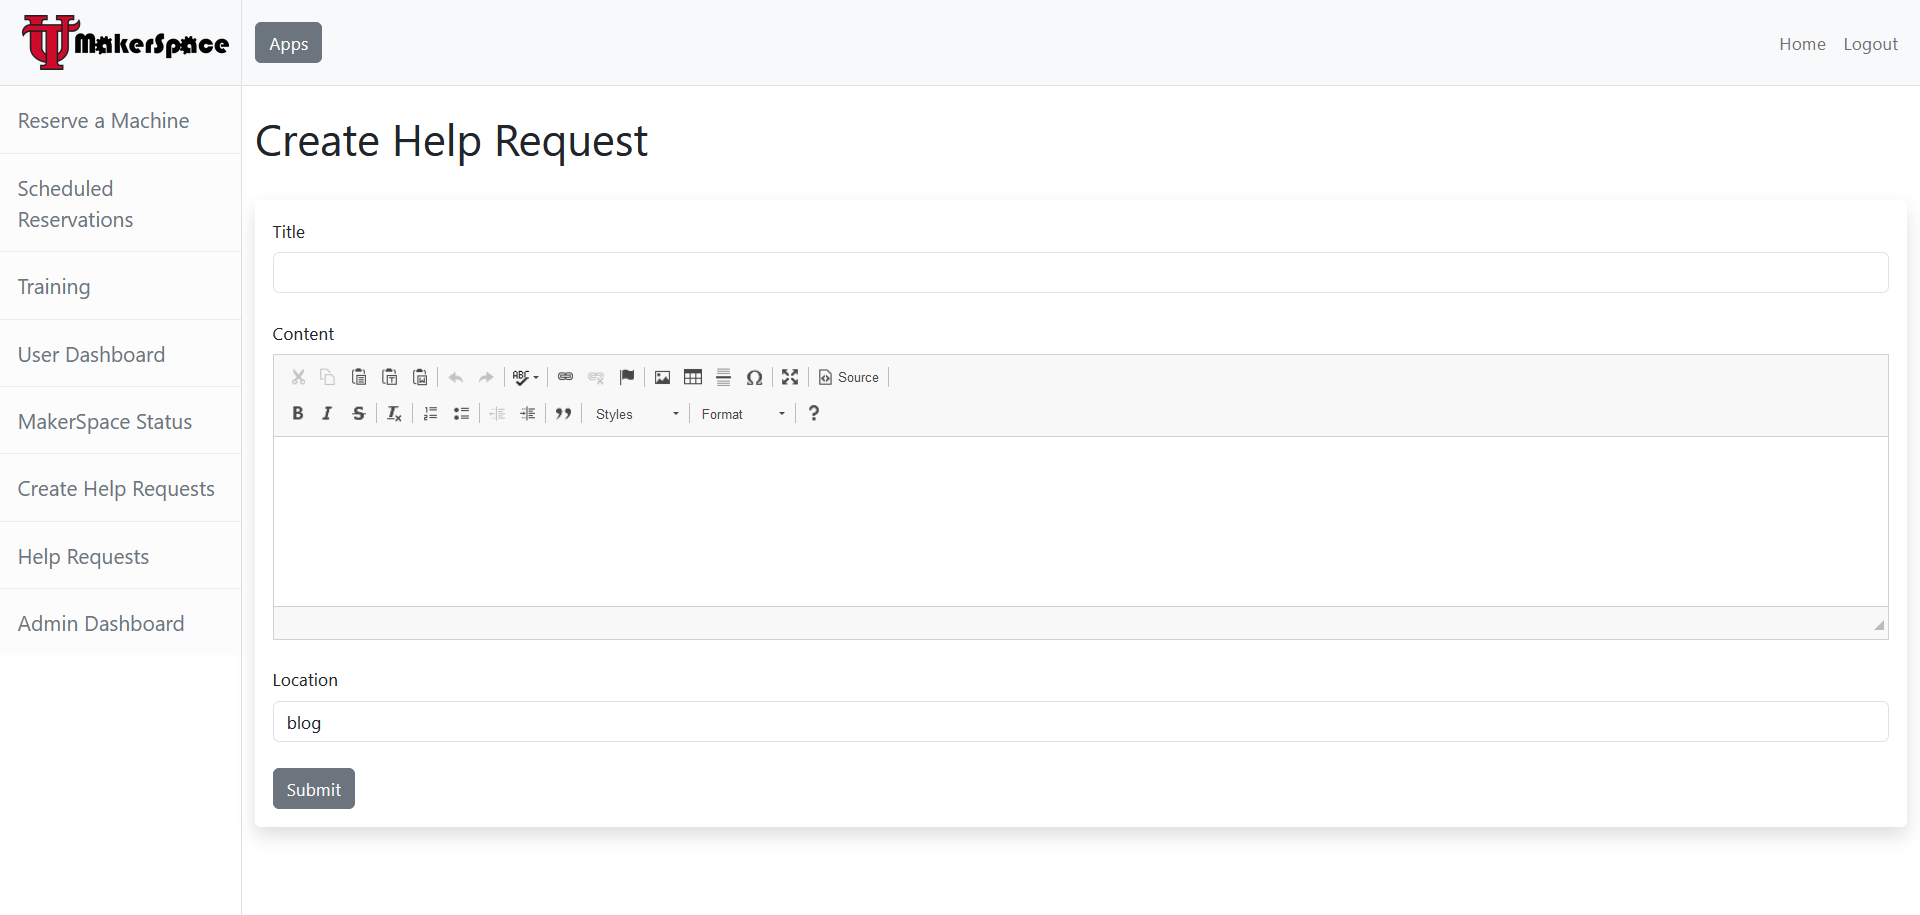 MakerSpace
Apps
Home
Logout
Reserve a Machine
Scheduled
Reservations
Training
User Dashboard
MakerSpace Status
Create Help Requests
Help Requests
Admin Dashboard
Create Help Request
Title
Content
ABC
Source
B I S
Styles
Format
?
Location
blog
Submit